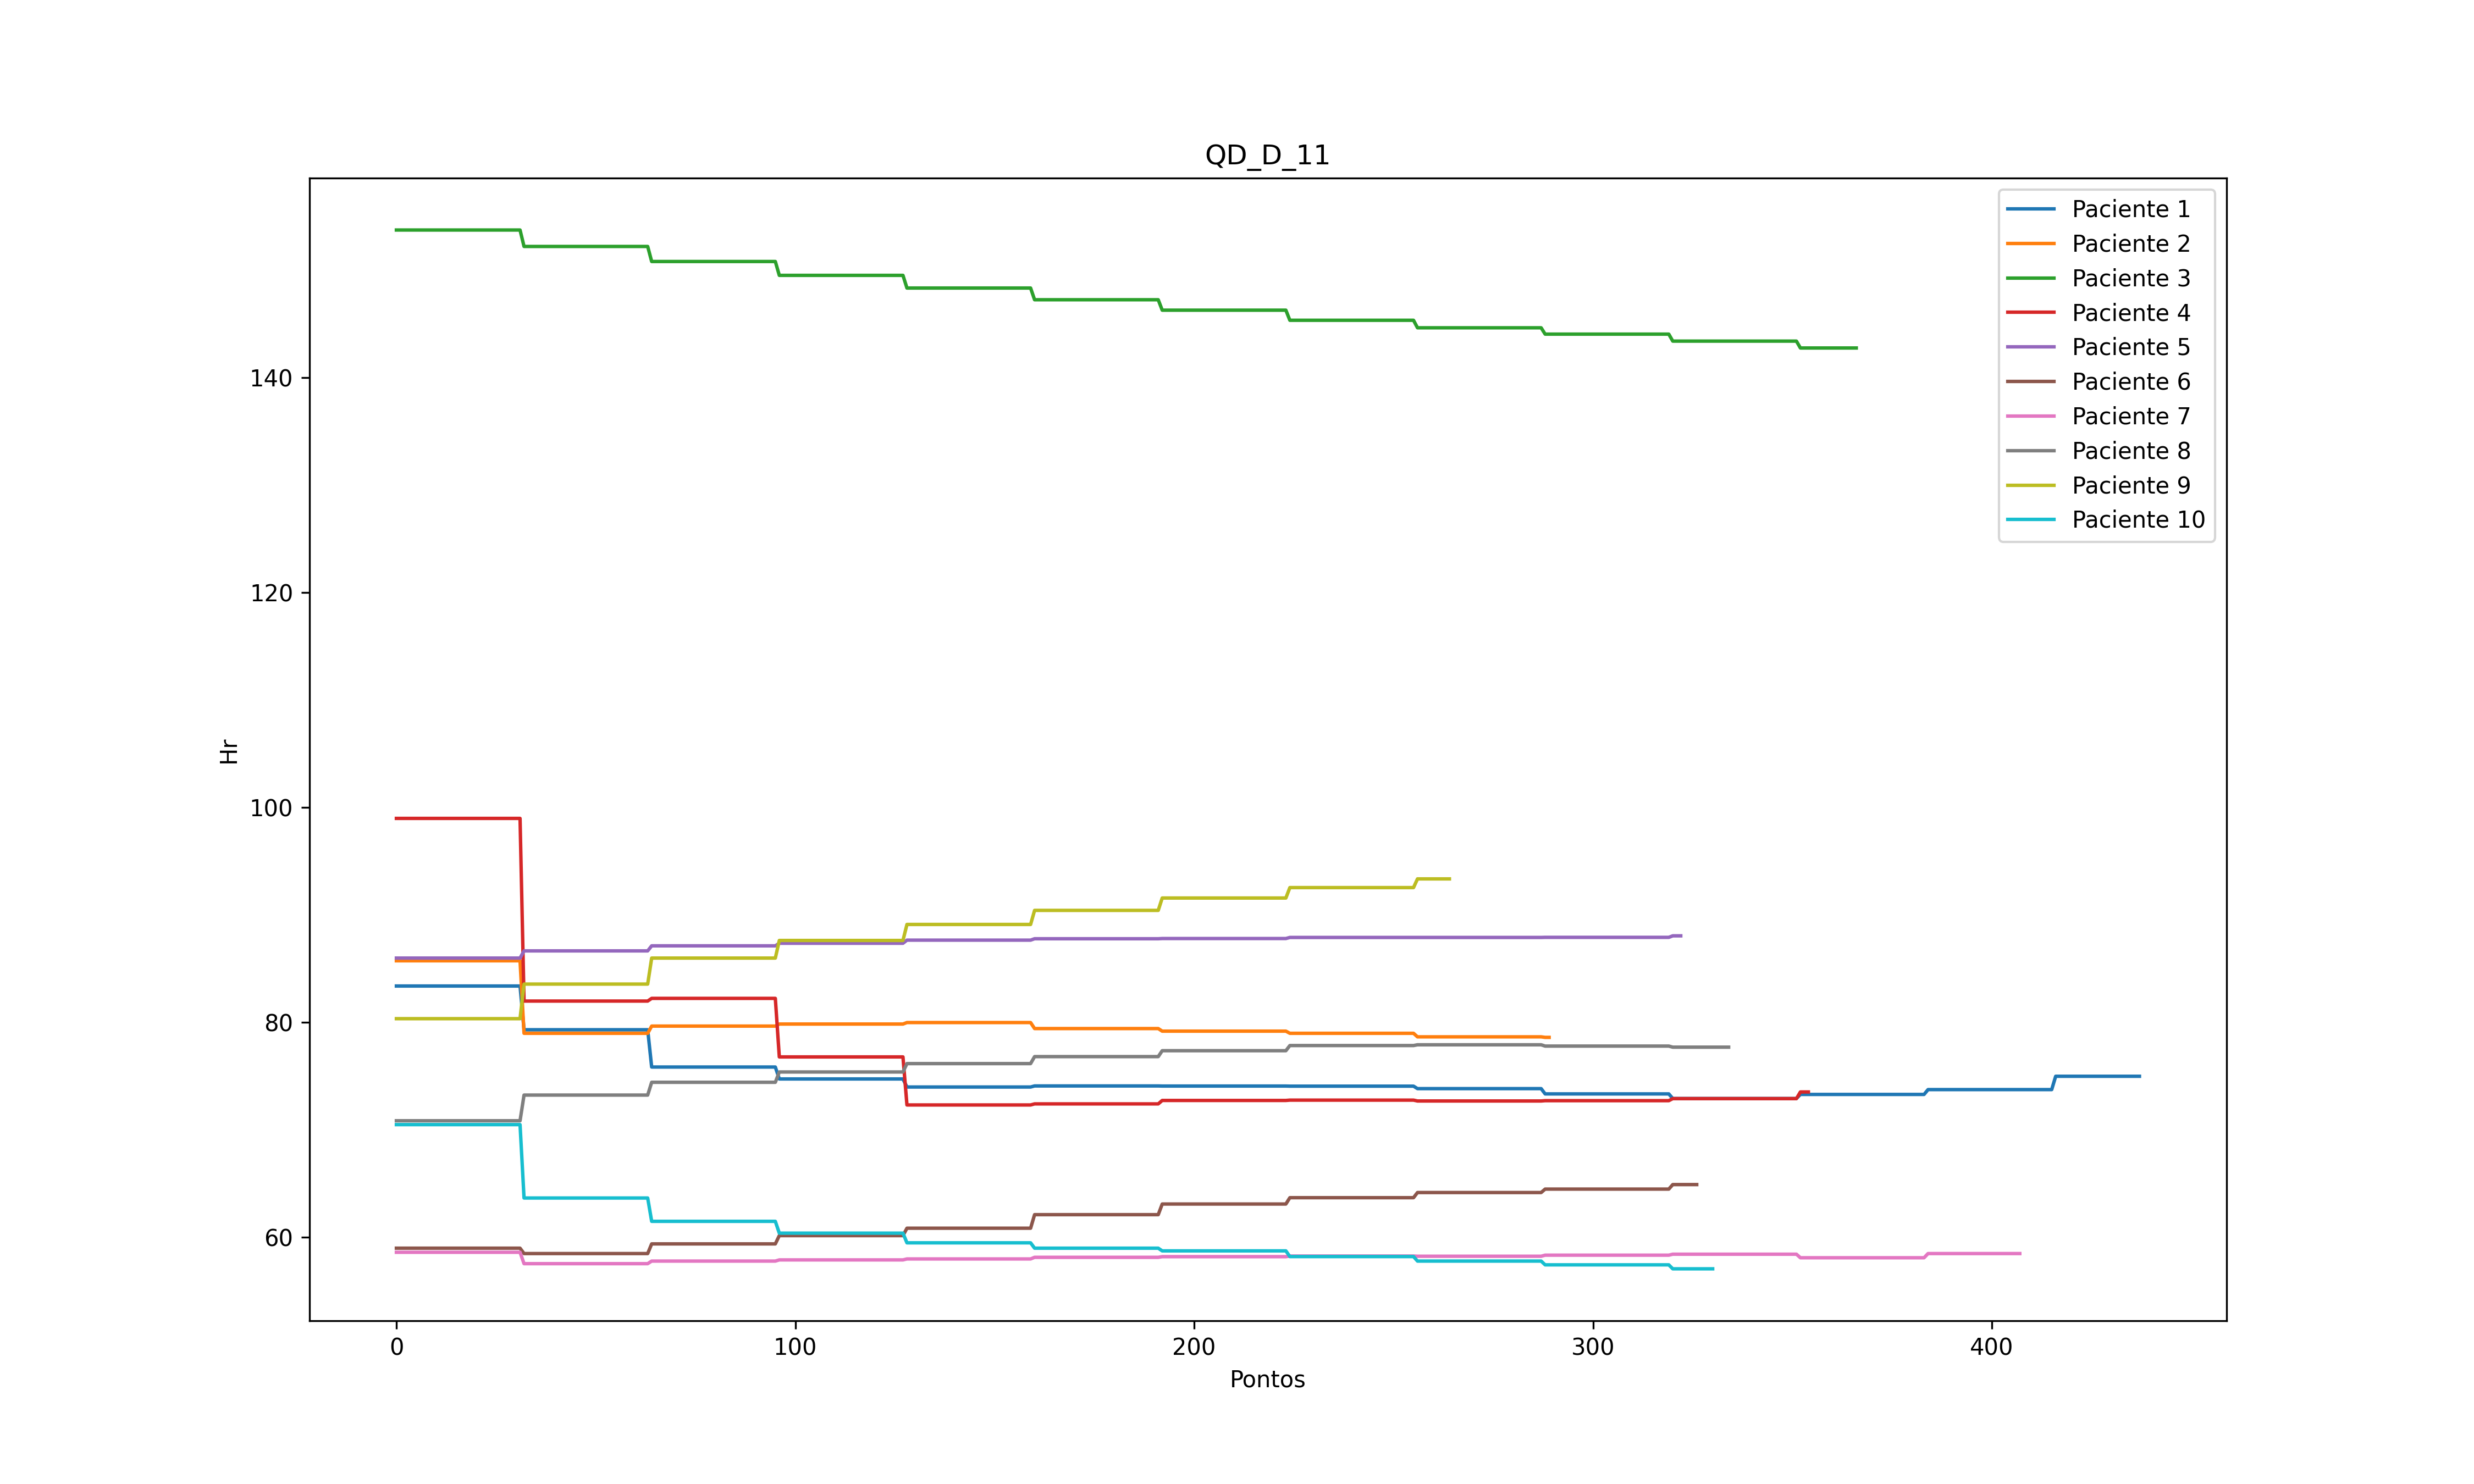 QD_D_11
Paciente 1
Paciente 2
Paciente 3
Paciente 4
Paciente 5
Paciente 6
Paciente 7
Paciente 8
Paciente 9
Paciente 10
140
120
100
80
60
Hr
0 100 200 300 400
Pontos